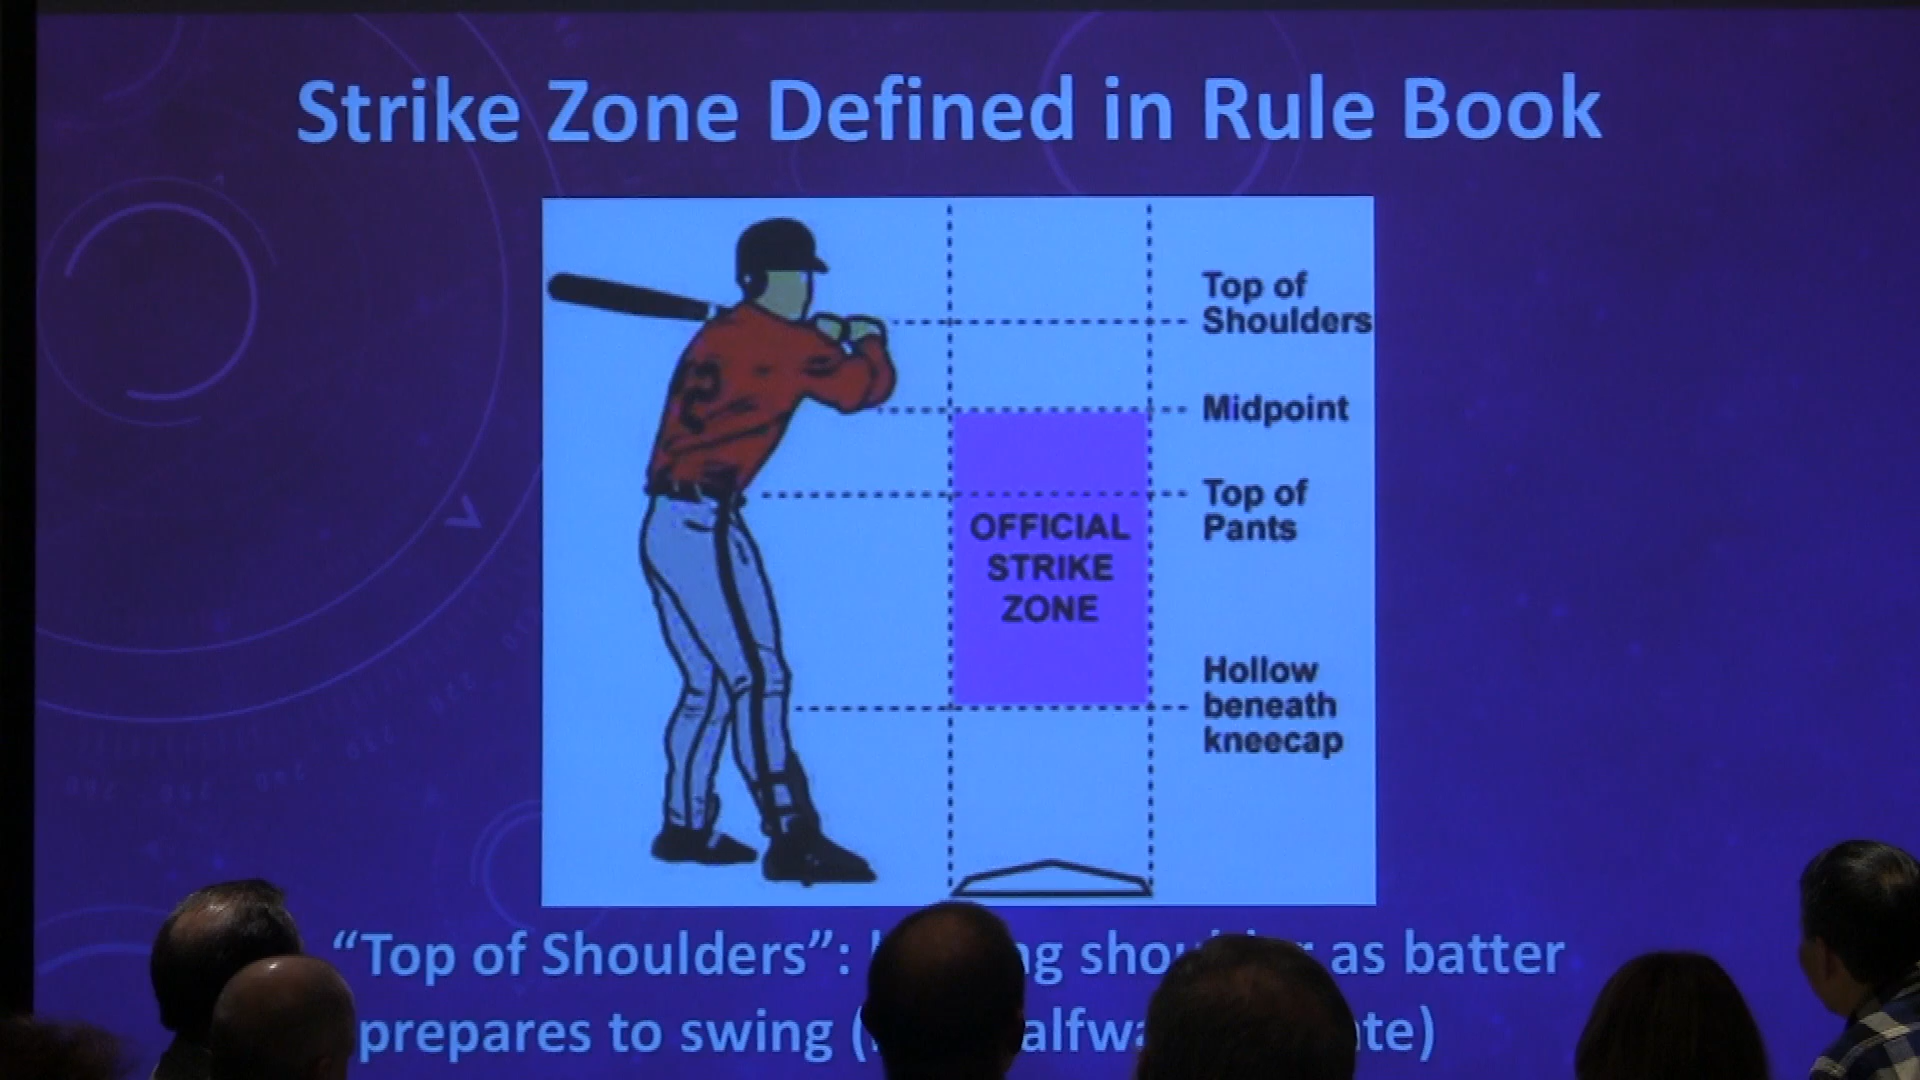 Strike Zone Defined in Rule Book
Top of
Shoulders
Midpoint
Top of
Pants
OFFICIAL
STRIKE
ZONE
Hollow
beneath
kneecap
2
“Top of Shoulders”: as batter
prepares to swing (